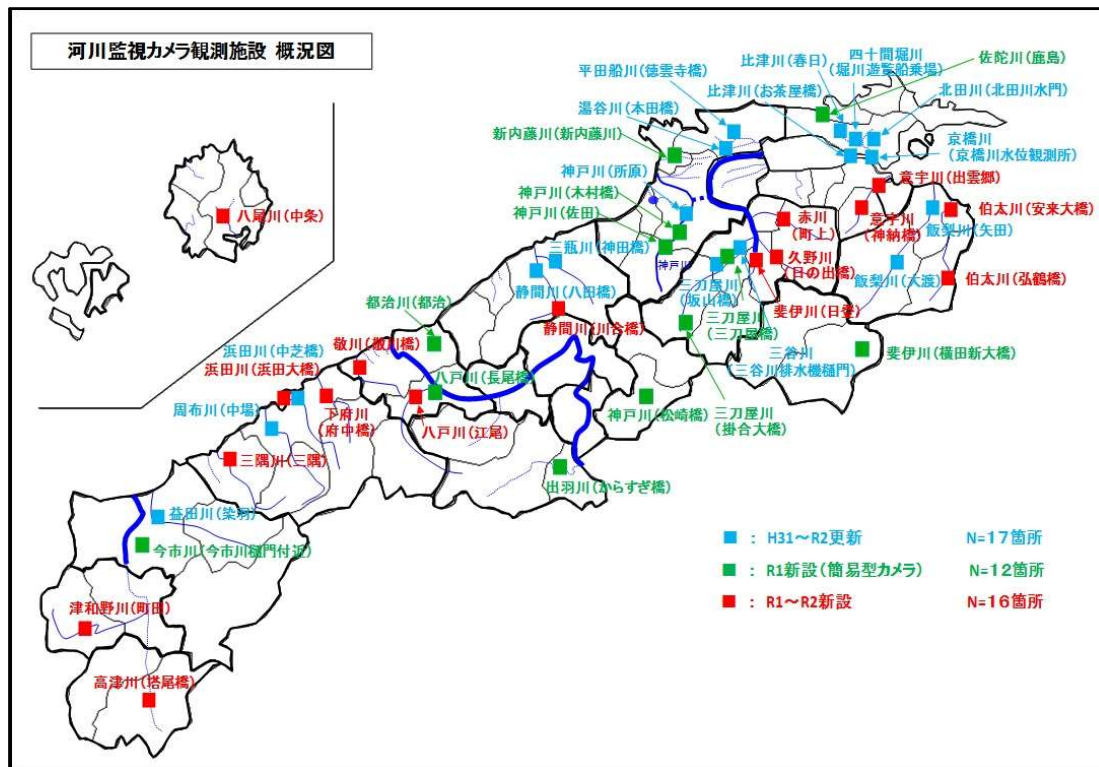 河川監視カメラ観測施設 概況図
平田船川(徳雲寺橋)
比津川(春日)
四十間堀川
(堀川遊覧船乗場)
佐陀川(鹿島)
比津川(お茶屋橋)
北田川(北田川水門)
湯谷川(本田橋)
新内藤川(新内藤川)
京橋川
(京橋川水位観測所)
神戸川(所原)
意宇川(出雲郷)
神戸川(木村橋)
神戸川(佐田)
八尾川(中条)
赤川
(町上)
意宇川
(神納橋)
伯太川(安来大橋)
飯梨川(矢田)
三瓶川(神田橋)
神戸川
久野川
(日の出橋)
静間川(八田橋)
三刀屋川
(坂山橋)
飯梨川(大渡)
伯太川(弘鶴橋)
都治川(都治)
静間川(川合橋)
三刀屋川
(三刀屋橋)
斐伊川(日登)
浜田川(中芝橋)
敬川(敬川橋)
浜田川(浜田大橋)
三谷川
(三谷川排水機樋門)
斐伊川(横田新大橋)
八戸川(長尾橋)
周布川(中場)
下府川
(府中橋)
八戸川(江尾)
神戸川(松崎橋)
三刀屋川
(掛合大橋)
三隅川(三隅)
出羽川(からすぎ橋)
益田川(染羽)
今市川(今市川樋門付近)
: H31～R2更新 N=17箇所
: R1新設(簡易型カメラ) N=12箇所
: R1～R2新設 N=16箇所
津和野川(町田)
高津川(塔尾橋)